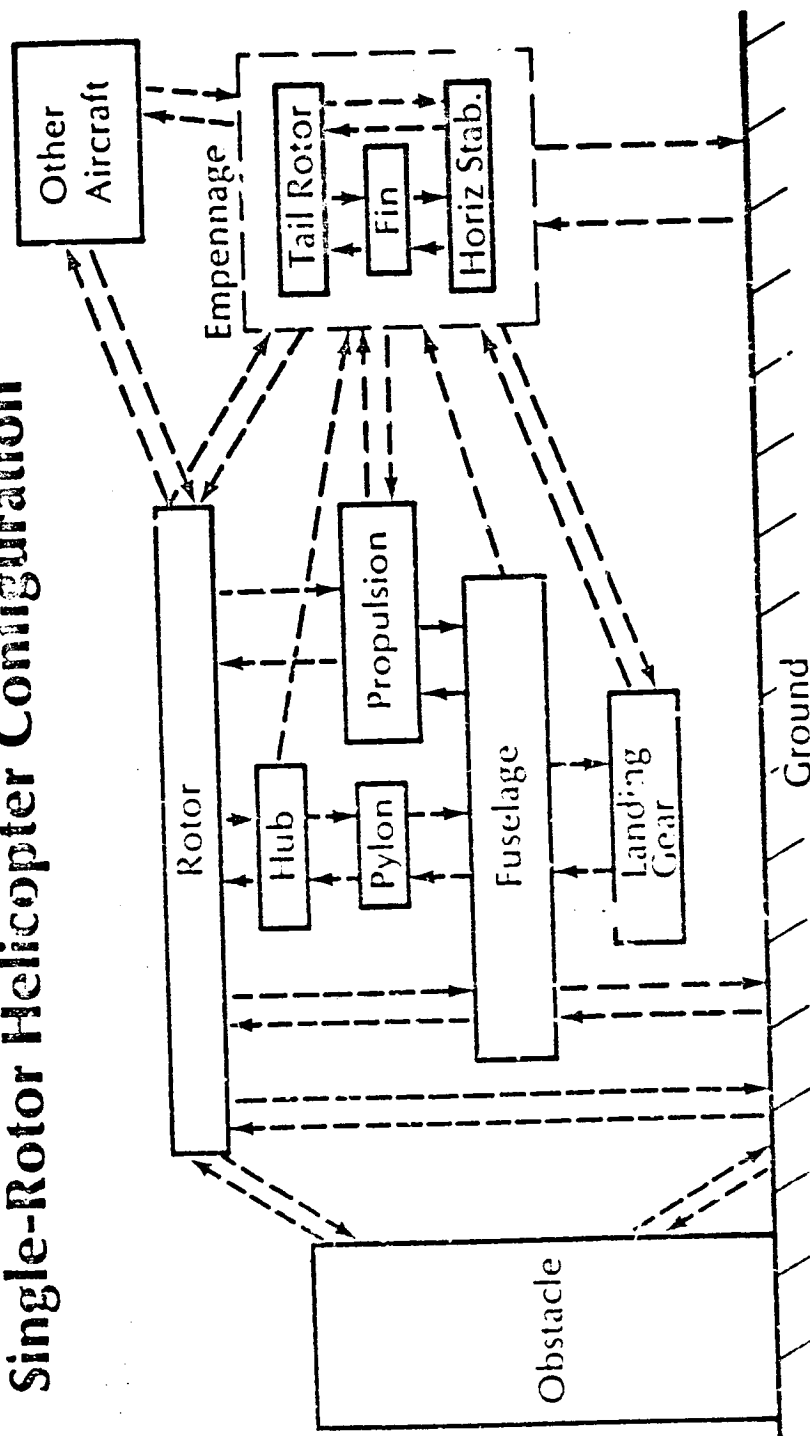 Single-Rotor Helicopter Configuration
Other
Aircraft
Rotor
Empennage
Tail Rotor
Fin
Horiz Stab.
Hub
Propulsion
Pylon
Fuselage
Landing
Gear
Obstacle
Ground